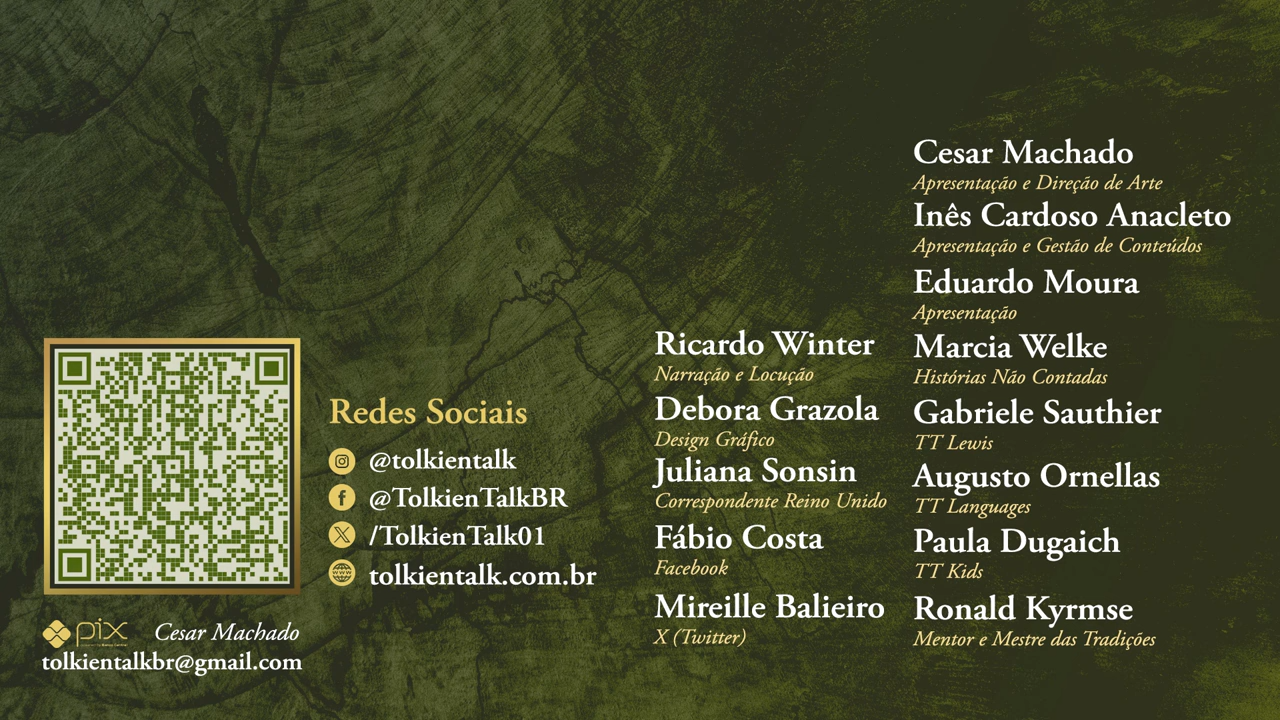 pix
Cesar Machado
tolkientalkbr@gmail.com
Redes Sociais
@tolkientalk
@TolkienTalkBR
/TolkienTalk01
tolkientalk.com.br
Ricardo Winter
Narração e Locução
Debora Grazola
Design Gráfico
Juliana Sonsin
Correspondente Reino Unido
Fábio Costa
Facebook
Mireille Balieiro
X (Twitter)
Cesar Machado
Apresentação e Direção de Arte
Inês Cardoso Anacleto
Apresentação e Gestão de Conteúdos
Eduardo Moura
Apresentação
Marcia Welke
Histórias Não Contadas
Gabriele Sauthier
TT Lewis
Augusto Ornellas
TT Languages
Paula Dugaich
TT Kids
Ronald Kyrmse
Mentor e Mestre das Tradições